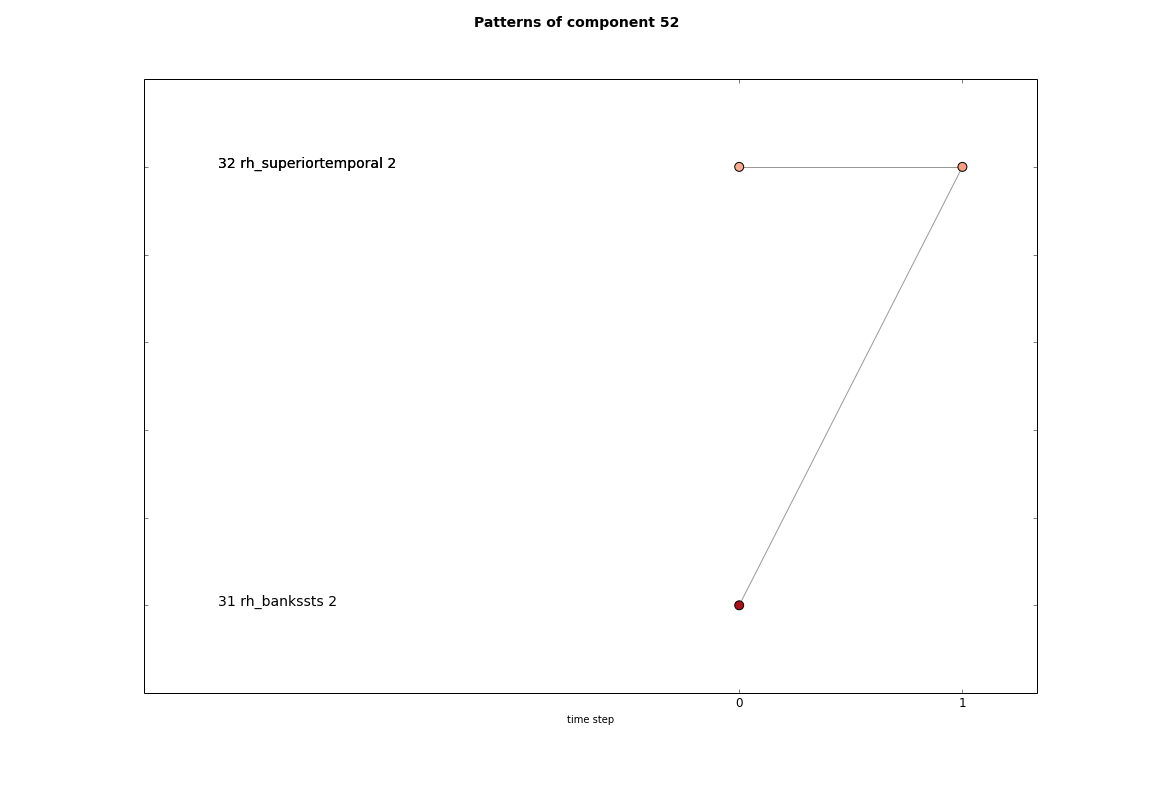 Patterns of component 52
32 rh_superiortemporal 2
31 rh_bankssts 2
0 1
time step